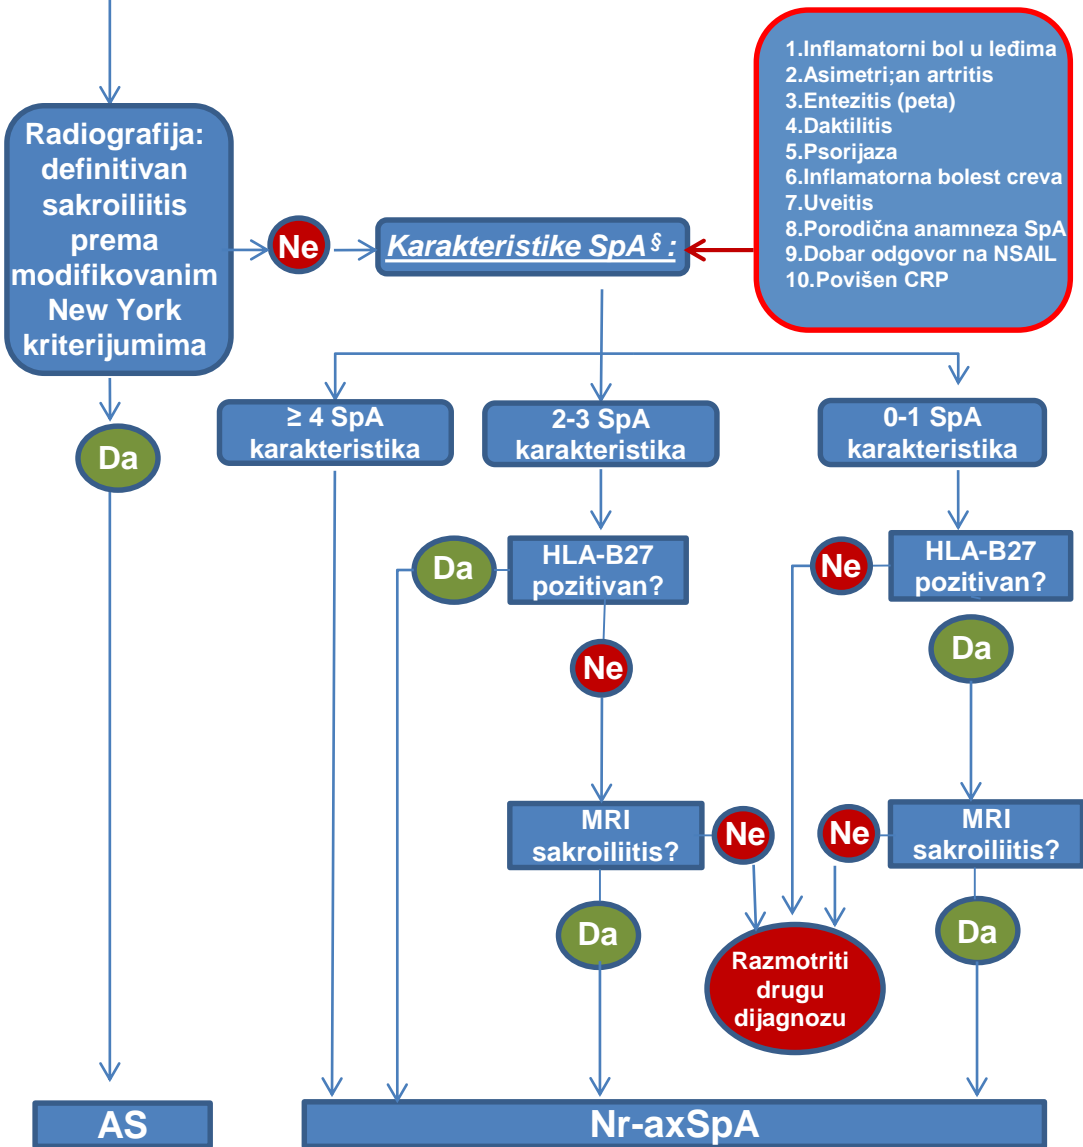 1.Inflamatorni bol u leđima
2.Asimetri;an artritis
3.Entezitis (peta)
4.Daktilitis
5.Psorijaza
6.Inflamatorna bolest creva
7.Uveitis
8.Porodična anamneza SpA
9.Dobar odgovor na NSAIL
10.Povišen CRP
Radiografija:
definitivan
sakroiliitis
prema
modifikovanim
New York
kriterijumima
Ne
Karakteristike SpA § :
Da
≥ 4 SpA
karakteristika
2-3 SpA
karakteristika
0-1 SpA
karakteristika
Da
HLA-B27
pozitivan?
Ne
HLA-B27
pozitivan?
Ne
Da
MRI
sakroiliitis?
Ne
Ne
MRI
sakroiliitis?
Da
Da
Razmotriti
drugu
dijagnozu
AS
Nr-axSpA